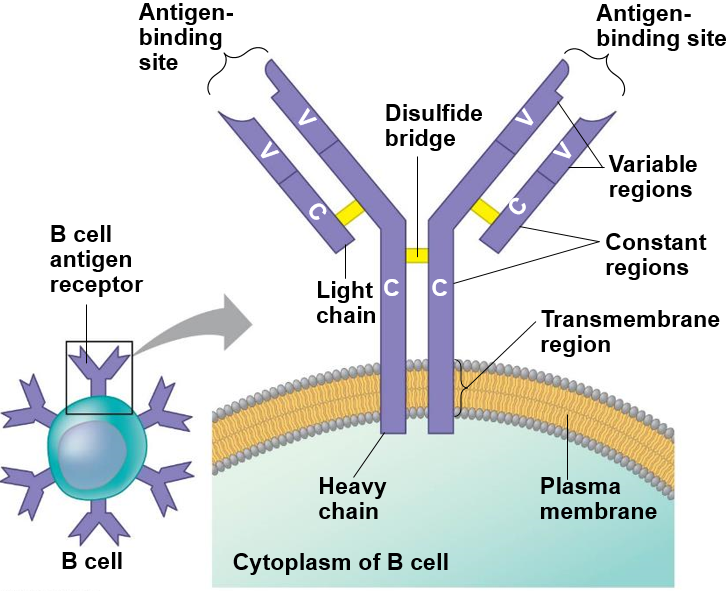 Antigen-
binding
site
Antigen-
binding site
Disulfide
bridge
V
V
V
V
Variable
regions
C
C
B cell
antigen
receptor
Constant
regions
Light
chain
C
C
Transmembrane
region
Heavy
chain
Plasma
membrane
B cell
Cytoplasm of B cell